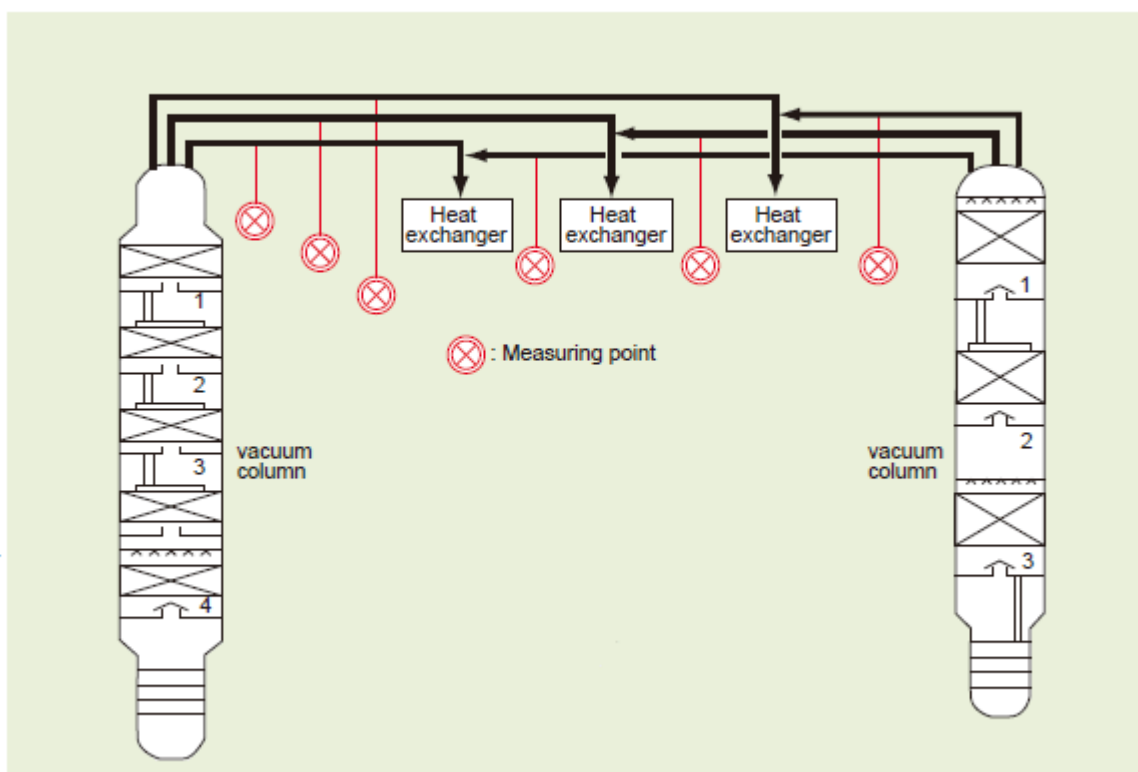 Heat
exchanger
Heat
exchanger
Heat
exchanger
1
2
3
4
vacuum
column
: Measuring point
vacuum
column
1
2
3